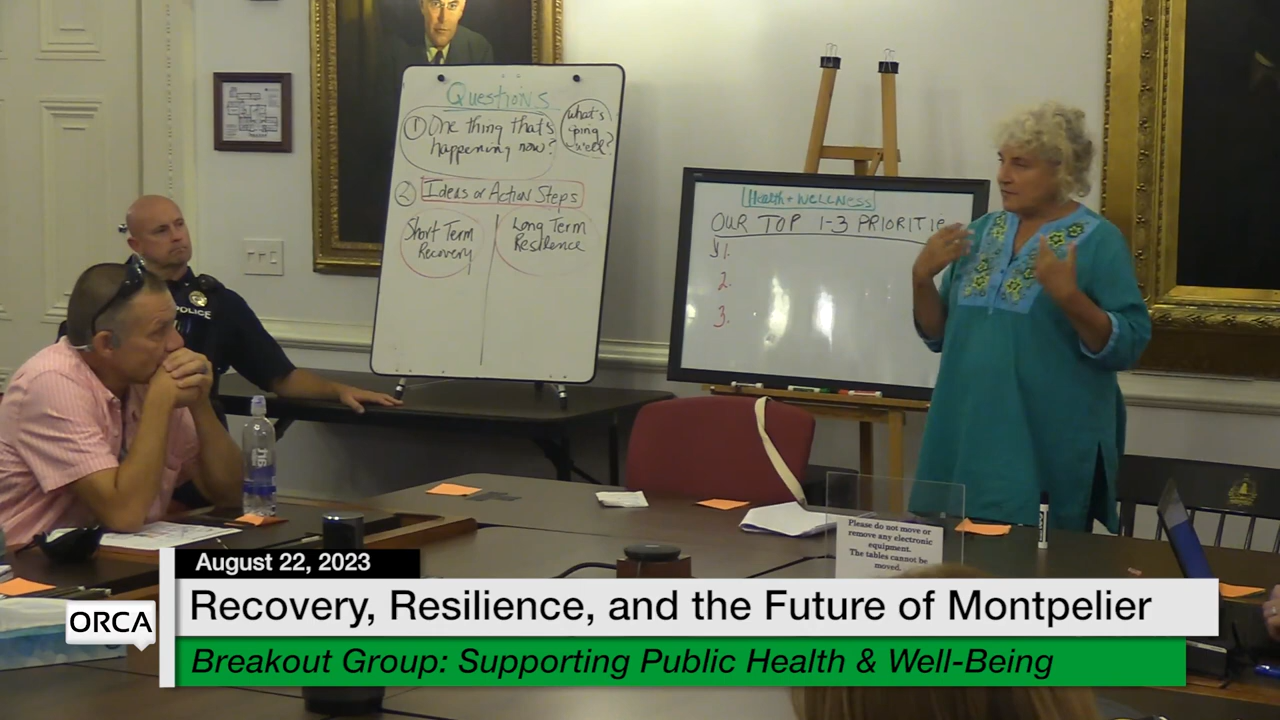 Questions
① One thing that's
happening now?
What's
going
well?
② Ideas or Action Steps
Short Term
Recovery
Long Term
Resilence
Health + WELLNESS
OUR TOP 1-3 PRIORITIE
1.
2.
3.
POLICE
Please do not move or
remove any electronic
equipment.
The tables cannot be
moved.
August 22, 2023
ORCA
Recovery, Resilience, and the Future of Montpelier
Breakout Group: Supporting Public Health & Well-Being